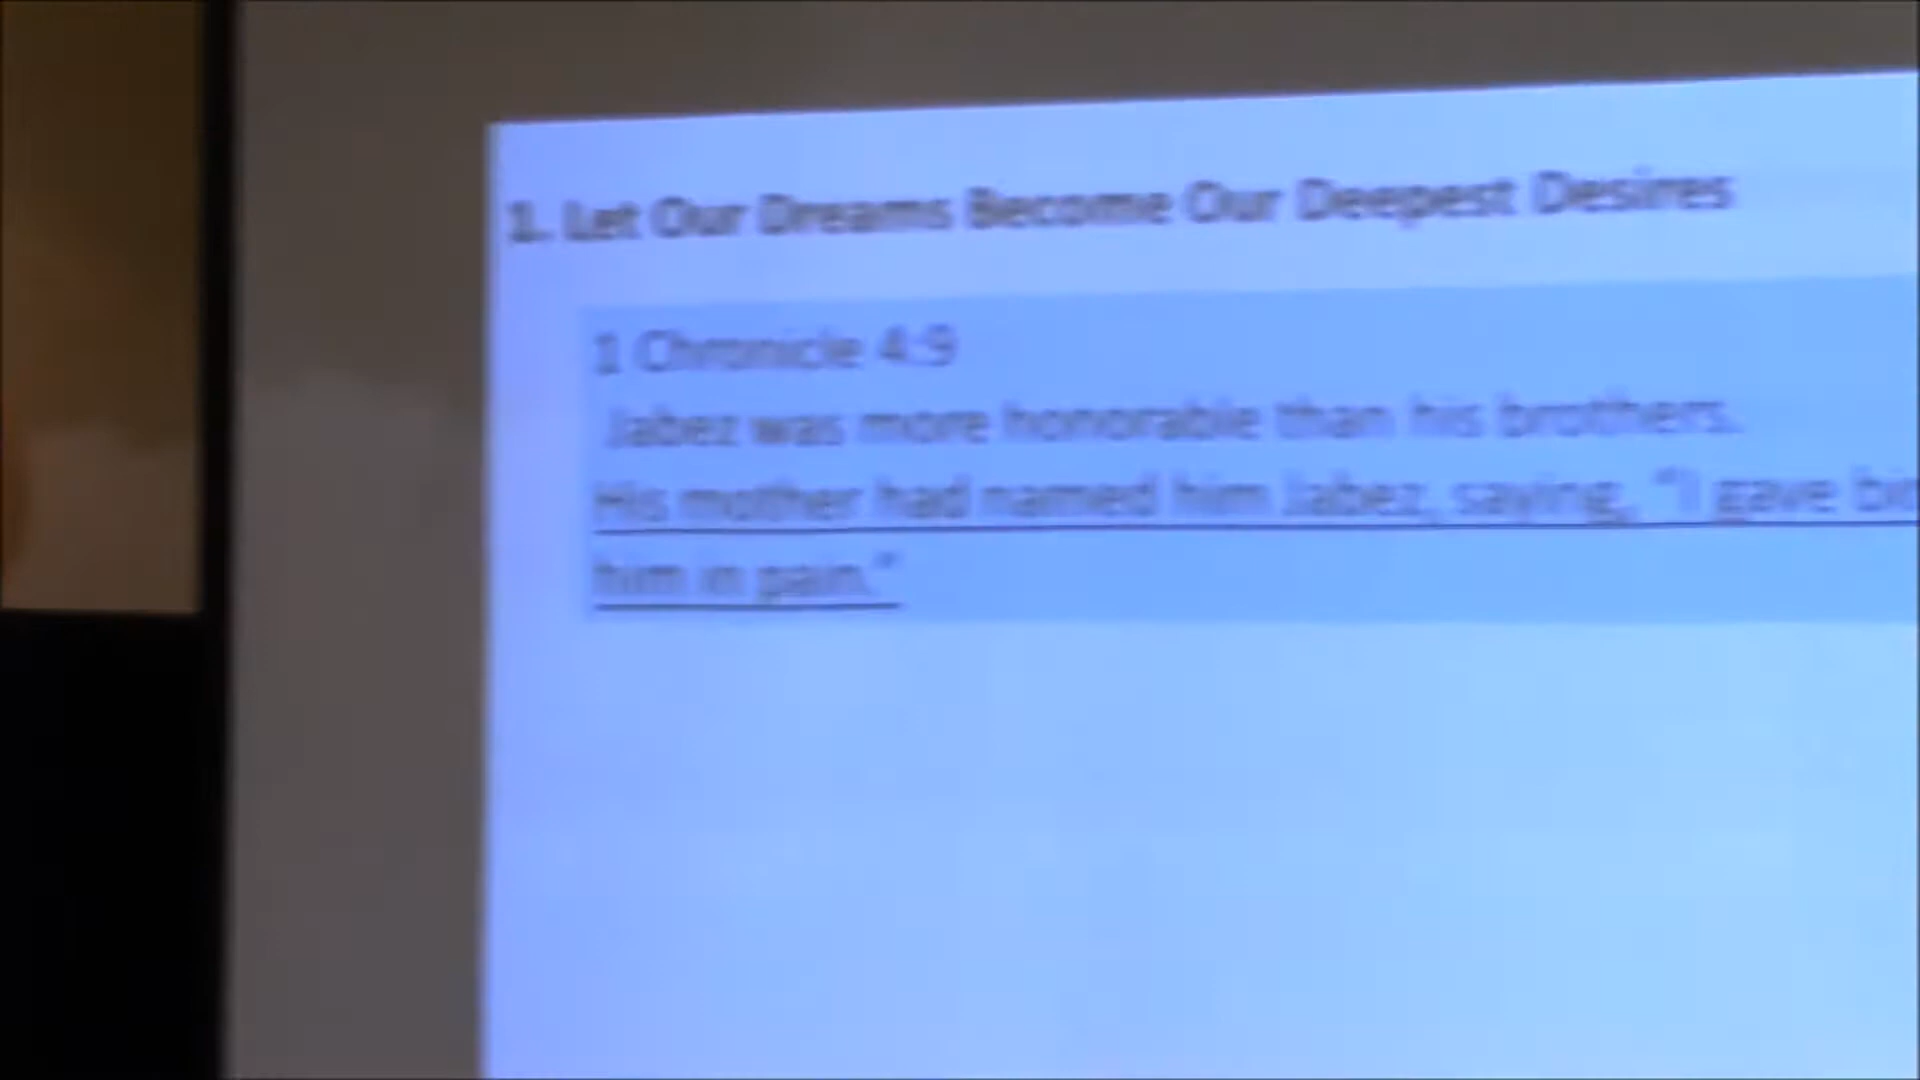 1. Let Our Dreams Become Our Deepest Desires
1 Chronicle 4:9
Jabez was more honorable than his brothers.
His mother had named him Jabez, saying, "I gave
him in pain."